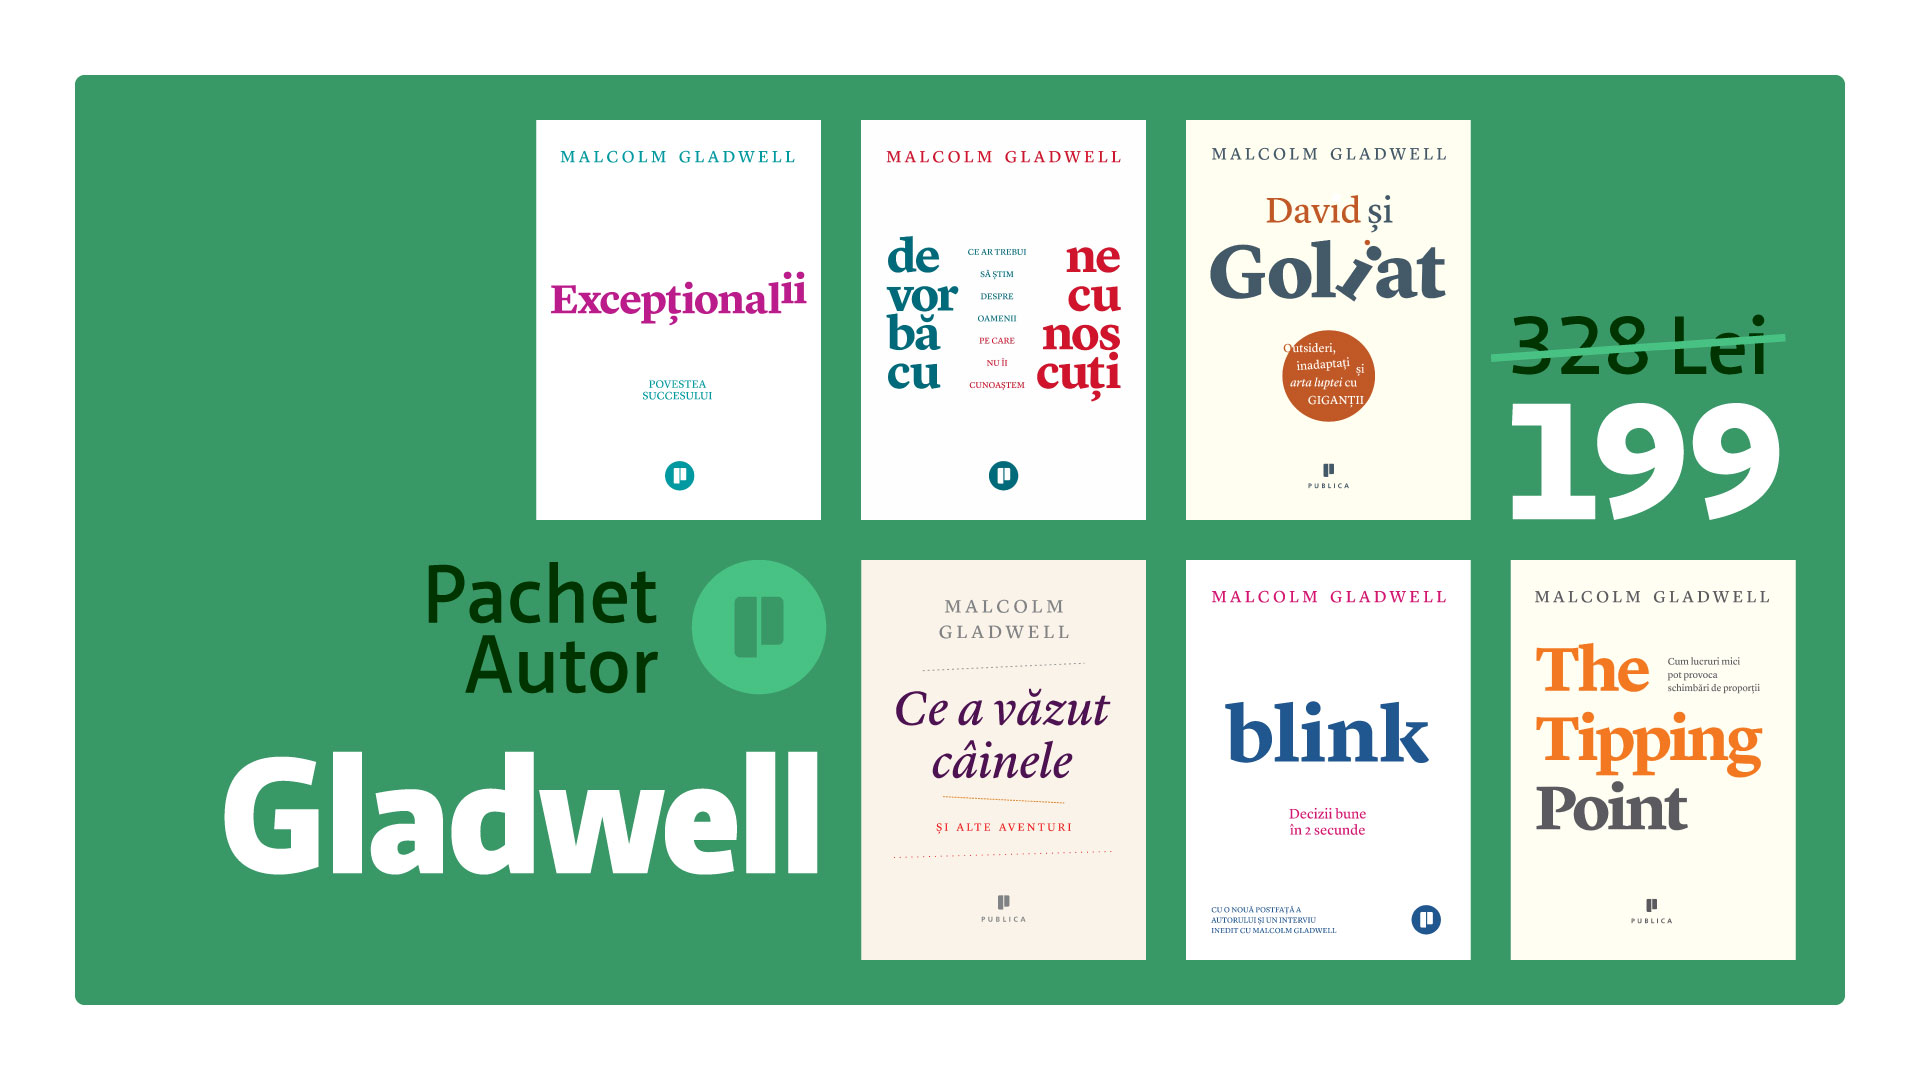 MALCOLM GLADWELL
Excepționalii
POVESTEA
SUCCESULUI
MALCOLM GLADWELL
de
vor
bă
cu
CE AR TREBUI
SĂ ȘTIM
DESPRE
OAMENII
PE CARE
NU ÎI
CUNOAȘTEM
ne
cu
nos
cuți
MALCOLM GLADWELL
David și
Goliat
Outsideri,
inadaptați și
arta luptei cu
GIGANȚII
PUBLICA
328 Lei
199
Pachet
Autor
Gladwell
MALCOLM
GLADWELL
Ce a văzut
câinele
ȘI ALTE AVENTURI
PUBLICA
MALCOLM GLADWELL
blink
Decizii bune
în 2 secunde
CU O NOUĂ POSTFAȚĂ A
AUTORULUI ȘI UN INTERVIU
INEDIT CU MALCOLM GLADWELL
MALCOLM GLADWELL
The
Cum lucruri mici
pot provoca
schimbări de proporții
Tipping
Point
PUBLICA